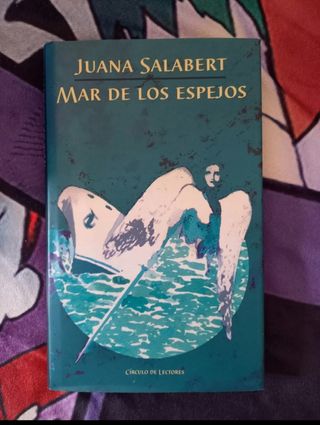 JUANA SALABERT
MAR DE LOS ESPEJOS
CÍRCULO DE LECTORES